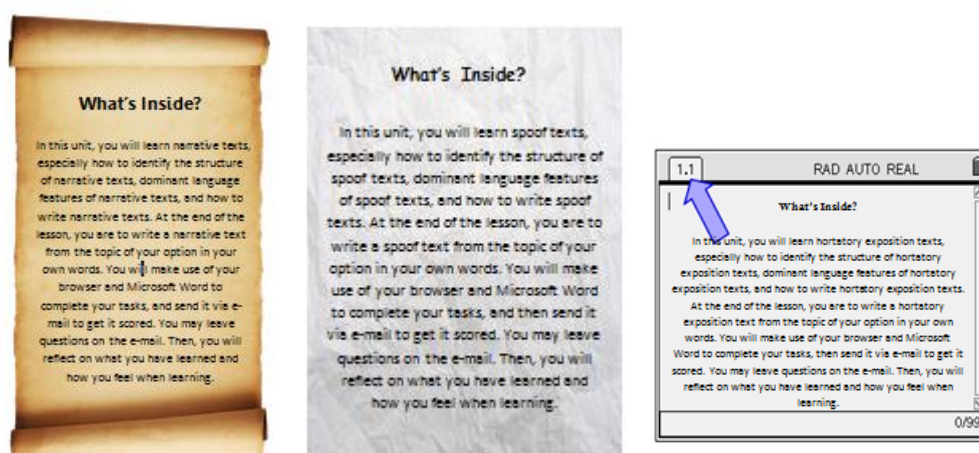 What's Inside?
In this unit, you will learn narrative texts,
especially how to identify the structure
of narrative texts, dominant language
features of narrative texts, and how to
write narrative texts. At the end of the
lesson, you are to write a narrative text
from the topic of your option in your
own words. You will make use of your
browser and Microsoft Word to
complete your tasks, and send it via e-
mail to get it scored. You may leave
questions on the e-mail. Then, you will
reflect on what you have learned and
how you feel when learning.
What's Inside?
In this unit, you will learn spoof texts,
especially how to identify the structure of
spoof texts, dominant language features
of spoof texts, and how to write spoof
texts. At the end of the lesson, you are to
write a spoof text from the topic of your
option in your own words. You will make
use of your browser and Microsoft Word
to complete your tasks, and then send it
via e-mail to get it scored. You may leave
questions on the e-mail. Then, you will
reflect on what you have learned and
how you feel when learning.
1.1 RAD AUTO REAL
What's Inside?
In this unit, you will learn hortatory exposition texts,
especially how to identify the structure of hortatory
exposition texts, dominant language features of hortatory
exposition texts, and how to write hortatory exposition texts.
At the end of the lesson, you are to write a hortatory
exposition text from the topic of your option in your own
words. You will make use of your browser and Microsoft
Word to complete your tasks, then send it via e-mail to get it
scored. You may leave questions on the e-mail. Then, you will
reflect on what you have learned and how you feel when
learning.
0/99